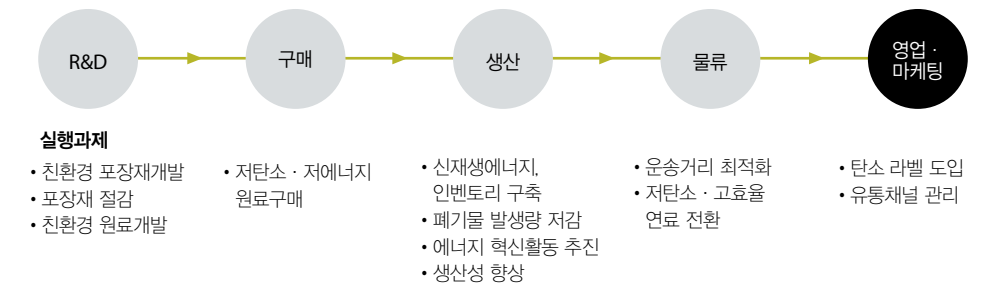 R&D
구매
생산
물류
영업 ·
마케팅
실행과제
• 친환경 포장재개발
• 포장재 절감
• 친환경 원료개발
• 저탄소 · 저에너지
원료구매
• 신재생에너지,
인벤토리 구축
• 폐기물 발생량 저감
• 에너지 혁신활동 추진
• 생산성 향상
• 운송거리 최적화
• 저탄소 · 고효율
연료 전환
• 탄소 라벨 도입
• 유통채널 관리